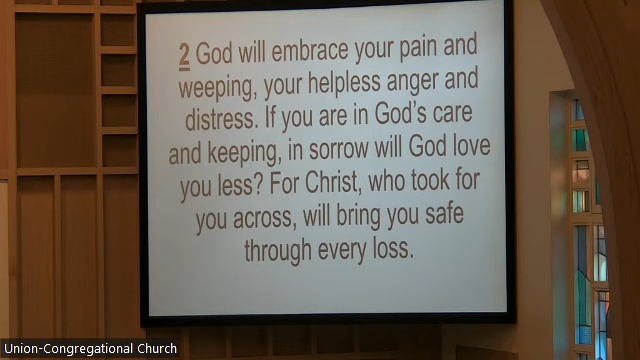 2 God will embrace your pain and
weeping, your helpless anger and
distress. If you are in God's care
and keeping, in sorrow will God love
you less? For Christ, who took for
you across, will bring you safe
through every loss.
Union-Congregational Church